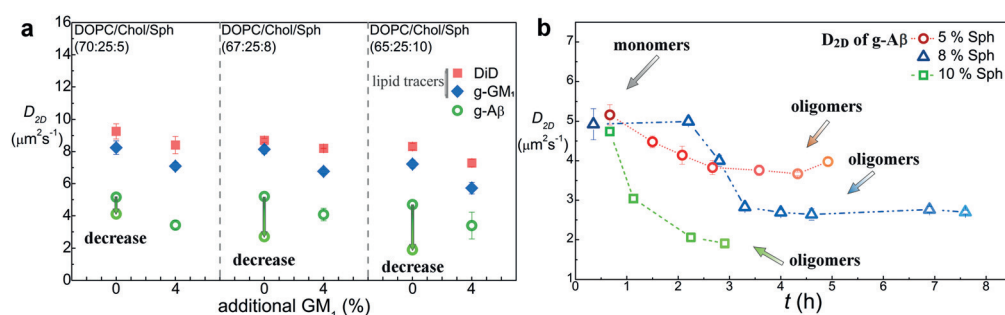 a
DOPC/Chol/Sph DOPC/Chol/Sph DOPC/Chol/Sph
(70:25:5) (67:25:8) (65:25:10)
lipid tracers
DiD
g-GM₁
g-Aβ
D2D
(μm²s⁻¹)
16
14
12
10
8
6
4
2
0
decrease decrease decrease
0 4 0 4 0 4
additional GM₁ (%)
b
D2D of g-Aβ
5 % Sph
8 % Sph
10 % Sph
monomers
oligomers
oligomers
oligomers
D2D
(μm²s⁻¹)
7
6
5
4
3
2
1
0 1 2 3 4 5 6 7 8
t (h)